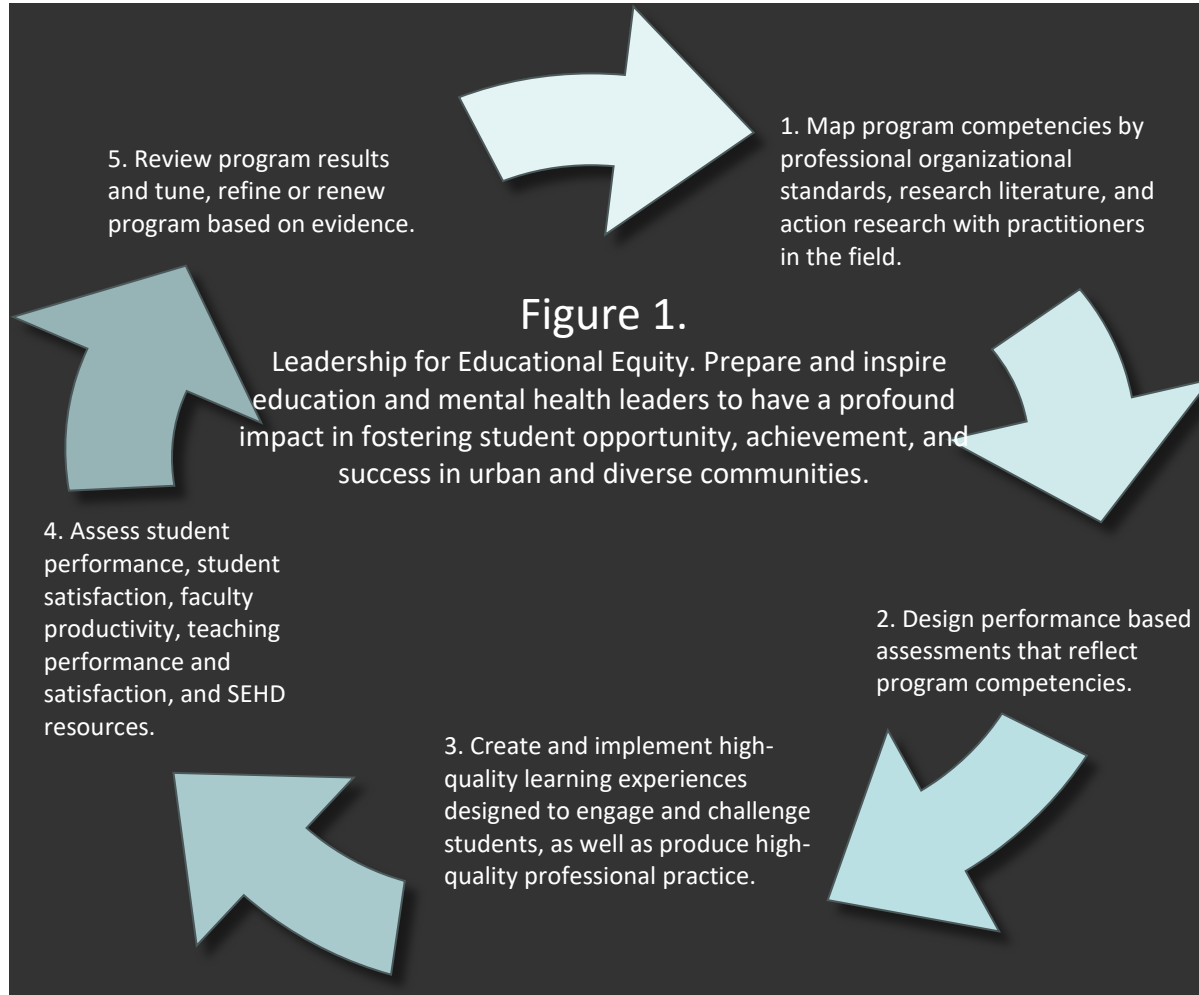 1. Map program competencies by
professional organizational
standards, research literature, and
action research with practitioners
in the field.
5. Review program results
and tune, refine or renew
program based on evidence.
Figure 1.
Leadership for Educational Equity. Prepare and inspire
education and mental health leaders to have a profound
impact in fostering student opportunity, achievement, and
success in urban and diverse communities.
4. Assess student
performance, student
satisfaction, faculty
productivity, teaching
performance and
satisfaction, and SEHD
resources.
2. Design performance based
assessments that reflect
program competencies.
3. Create and implement high-
quality learning experiences
designed to engage and challenge
students, as well as produce high-
quality professional practice.